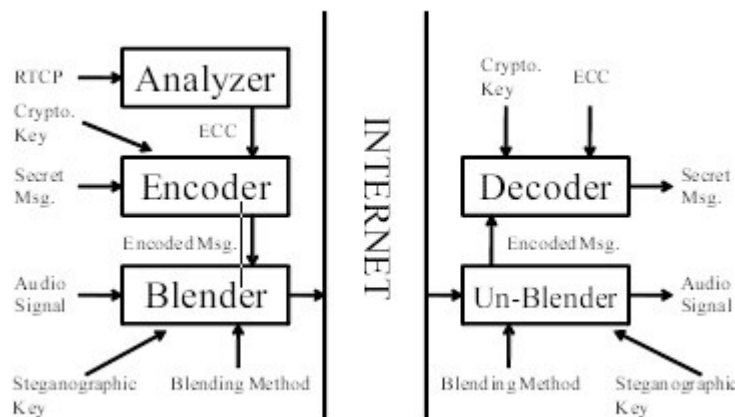 RTCP
Analyzer
Crypto.
Key
ECC
Secret
Msg.
Encoder
Encoded Msg.
Audio
Signal
Blender
Steganographic
Key
Blending Method
INTERNET
Crypto.
Key
ECC
Decoder
Secret
Msg.
Encoded Msg.
Un-Blender
Audio
Signal
Blending Method
Steganographic
Key